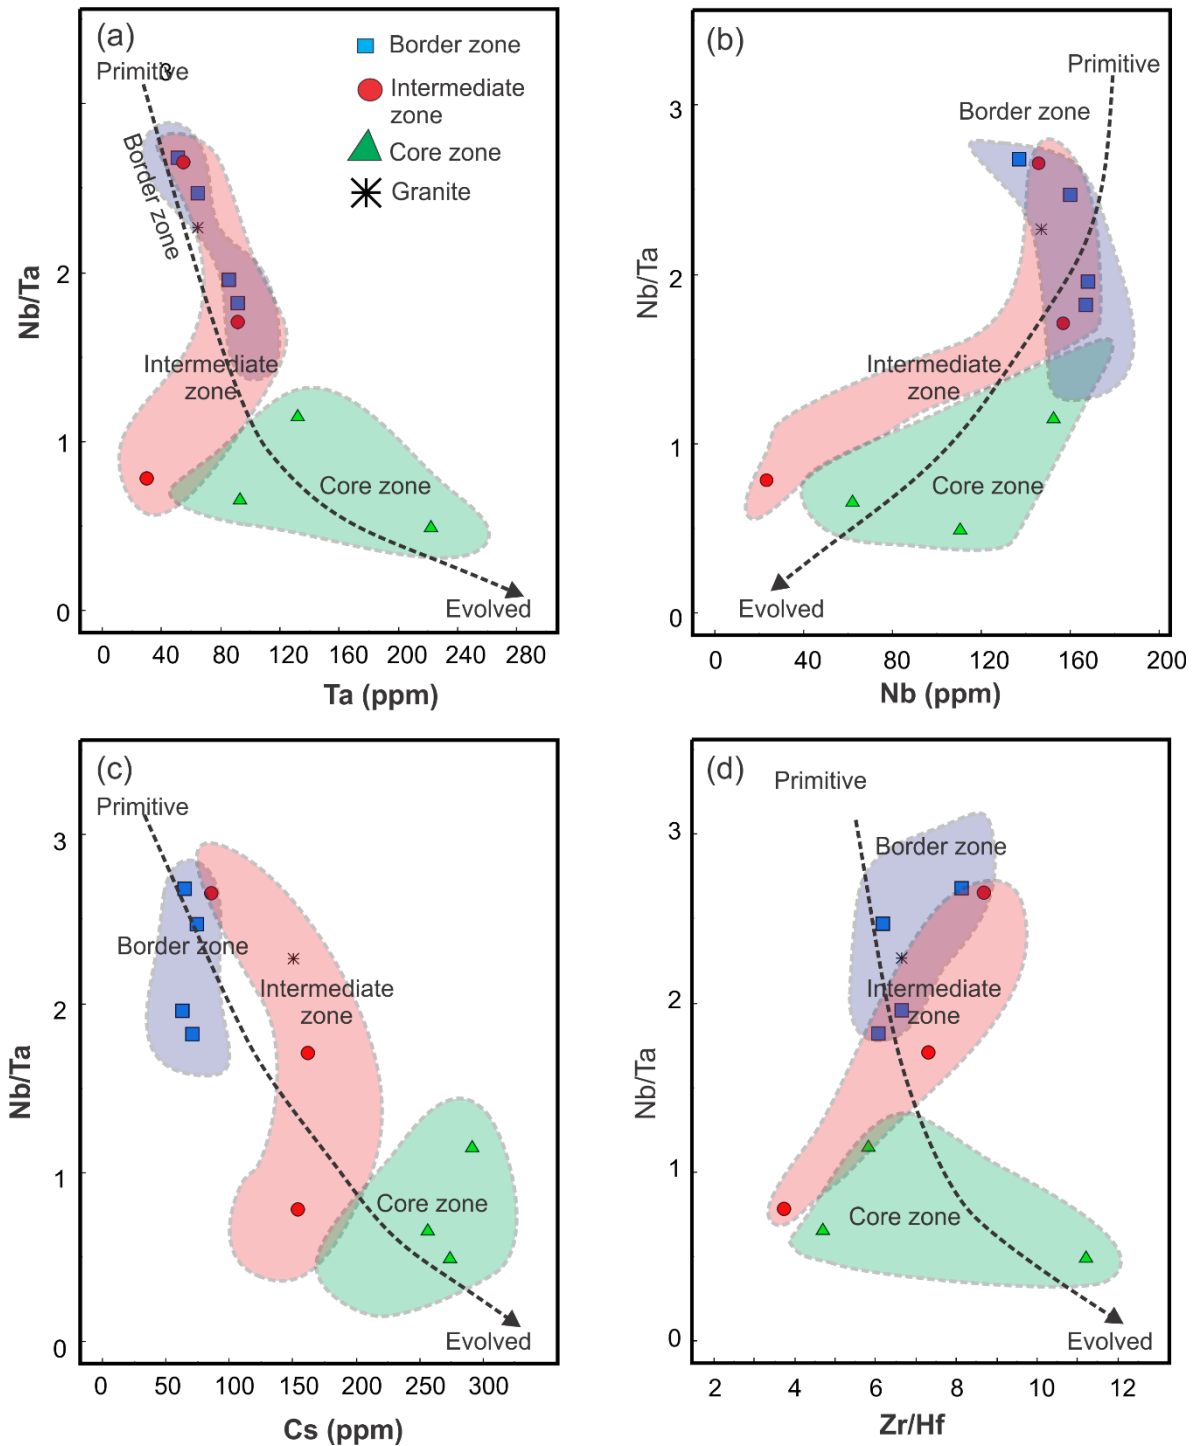 (a)
Border zone
Intermediate
zone
Core zone
Granite
Primitive
3
Border zone
2
Intermediate
zone
1
Core zone
0
Evolved
Nb/Ta
0 40 80 120 160 200 220 240 280
Ta (ppm)
(b)
Primitive
Border zone
3
2
Intermediate
zone
1
Core zone
0
Evolved
Nb/Ta
0 40 80 120 160 200
Nb (ppm)
(c)
Primitive
3
Border zone
Intermediate
zone
2
1
Core zone
0
Evolved
Nb/Ta
0 50 100 150 200 250 300
Cs (ppm)
(d)
Primitive
3
Border zone
Intermediate
zone
2
1
Core zone
0
Evolved
Nb/Ta
2 4 6 8 10 12
Zr/Hf